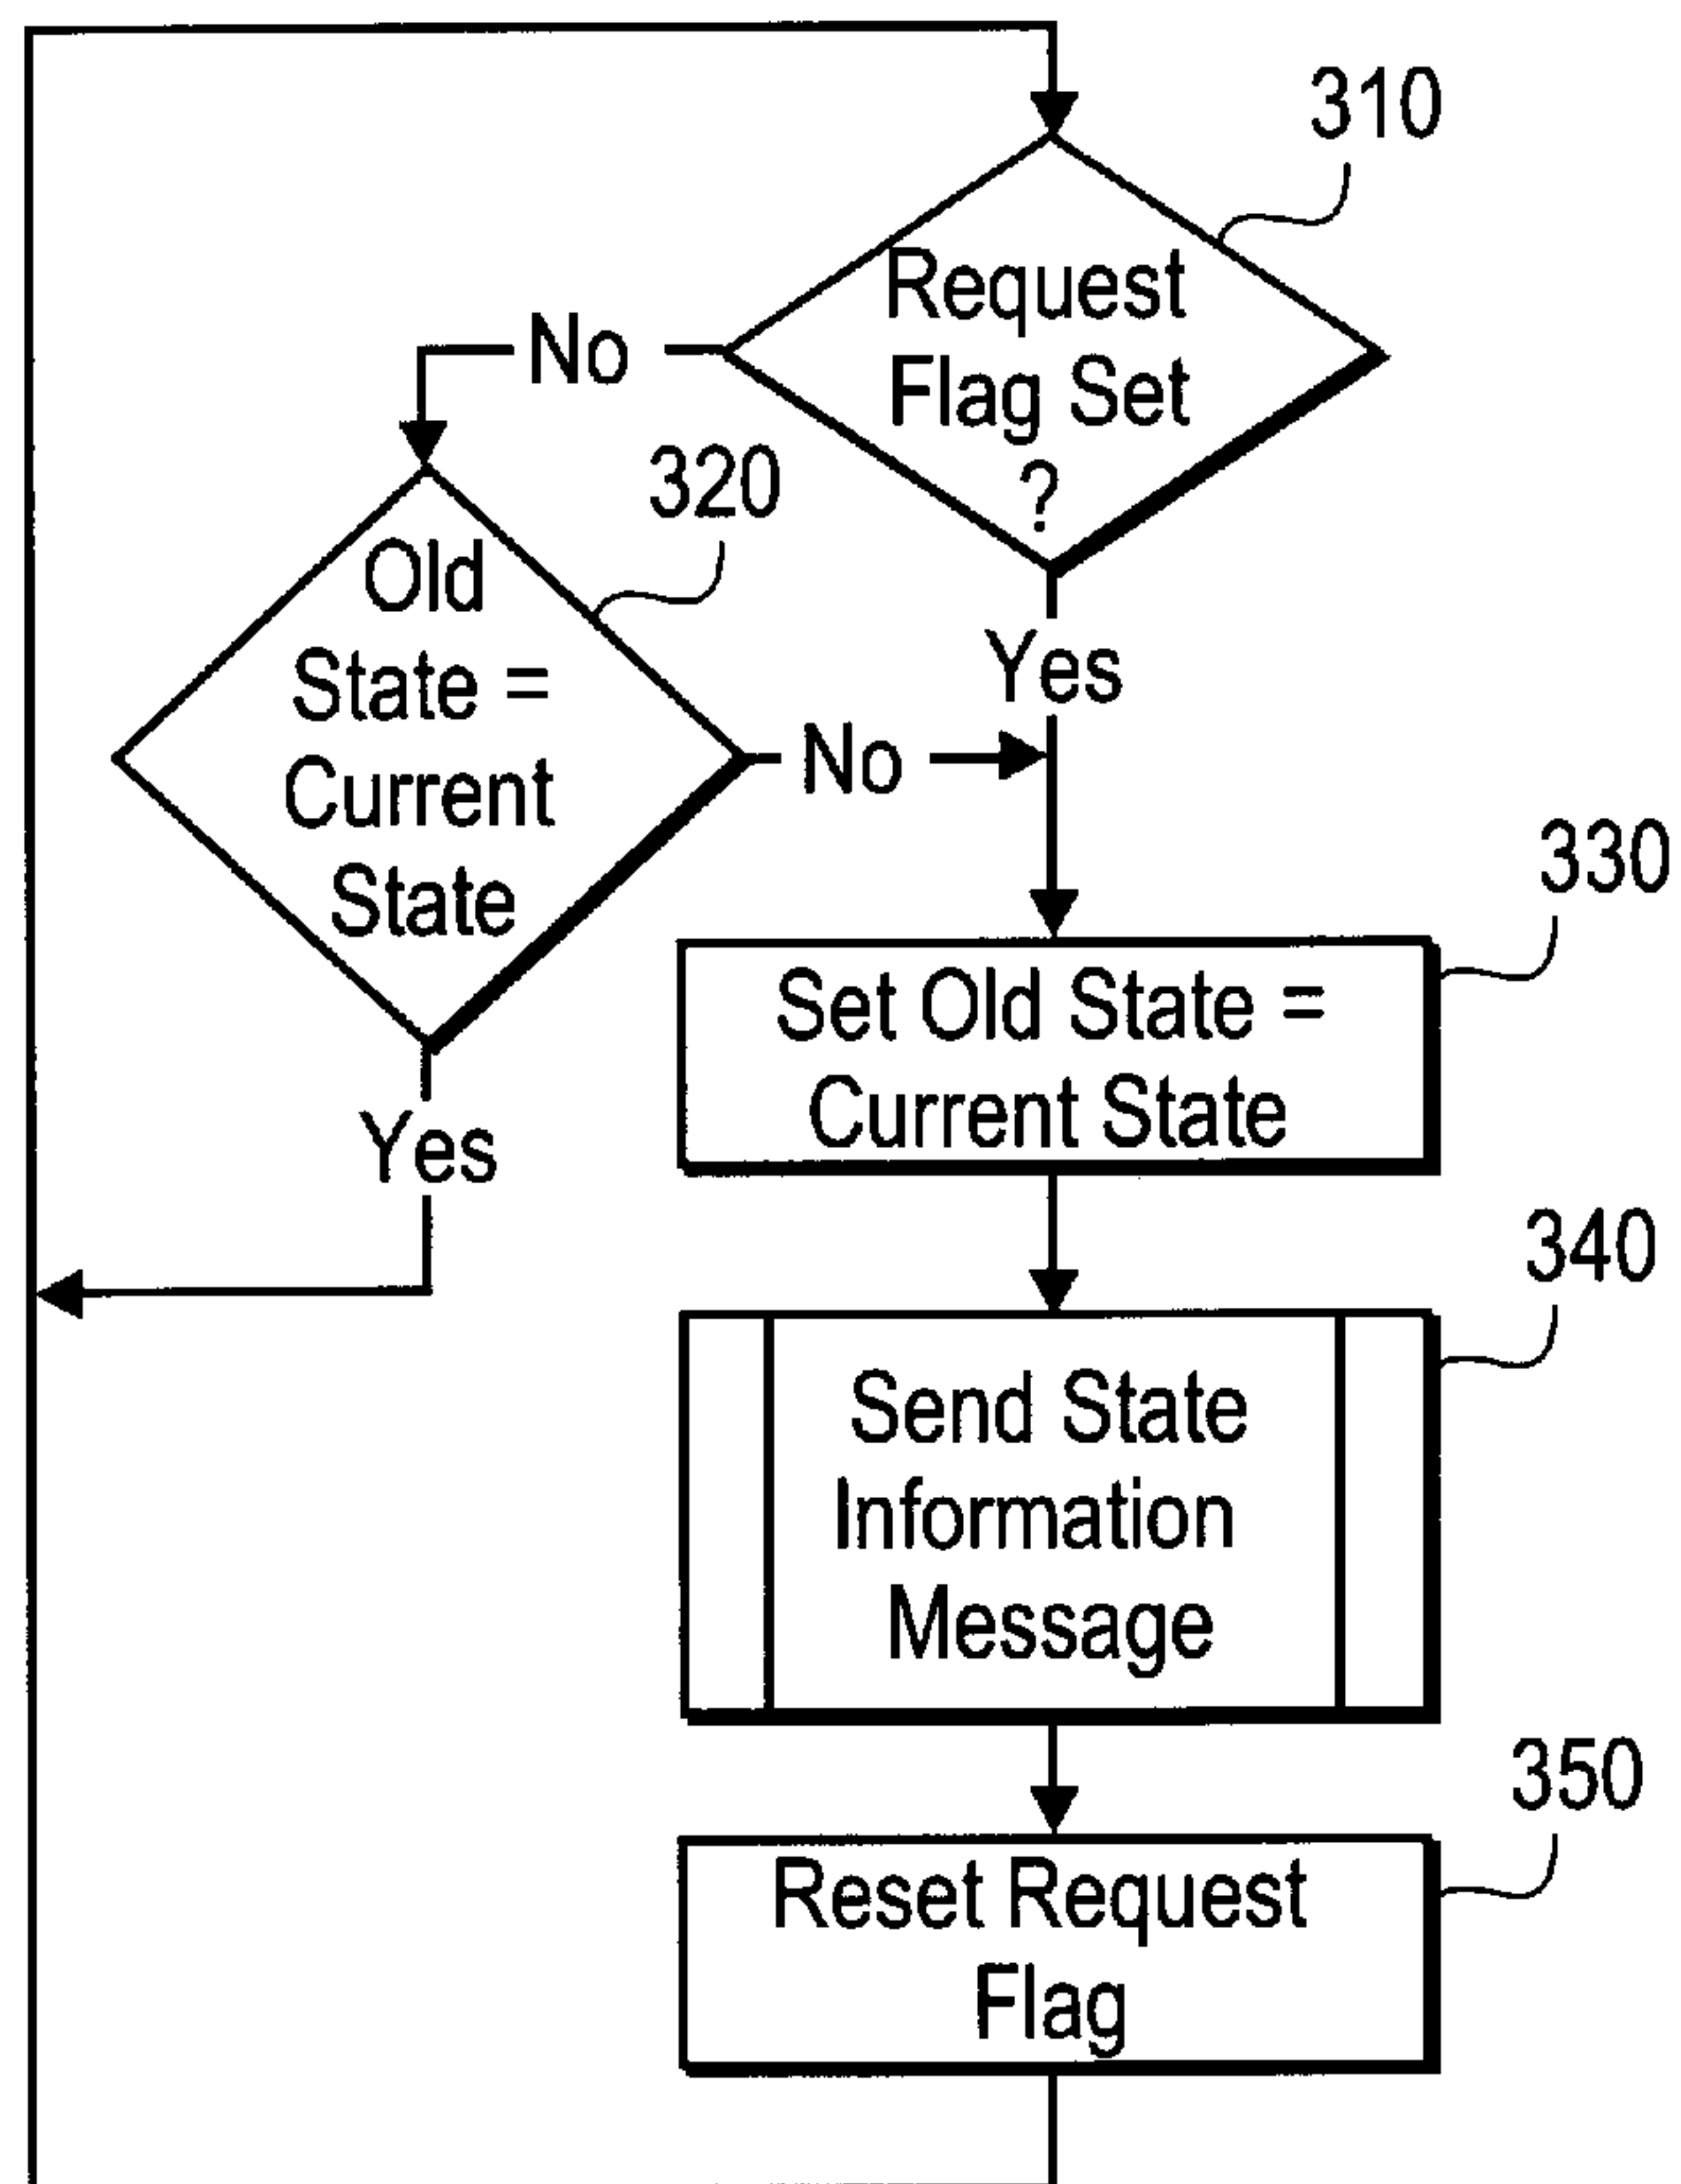 310
Request
Flag Set
?
No
320
Old
State =
Current
State
Yes
No
330
Set Old State =
Current State
Yes
340
Send State
Information
Message
350
Reset Request
Flag